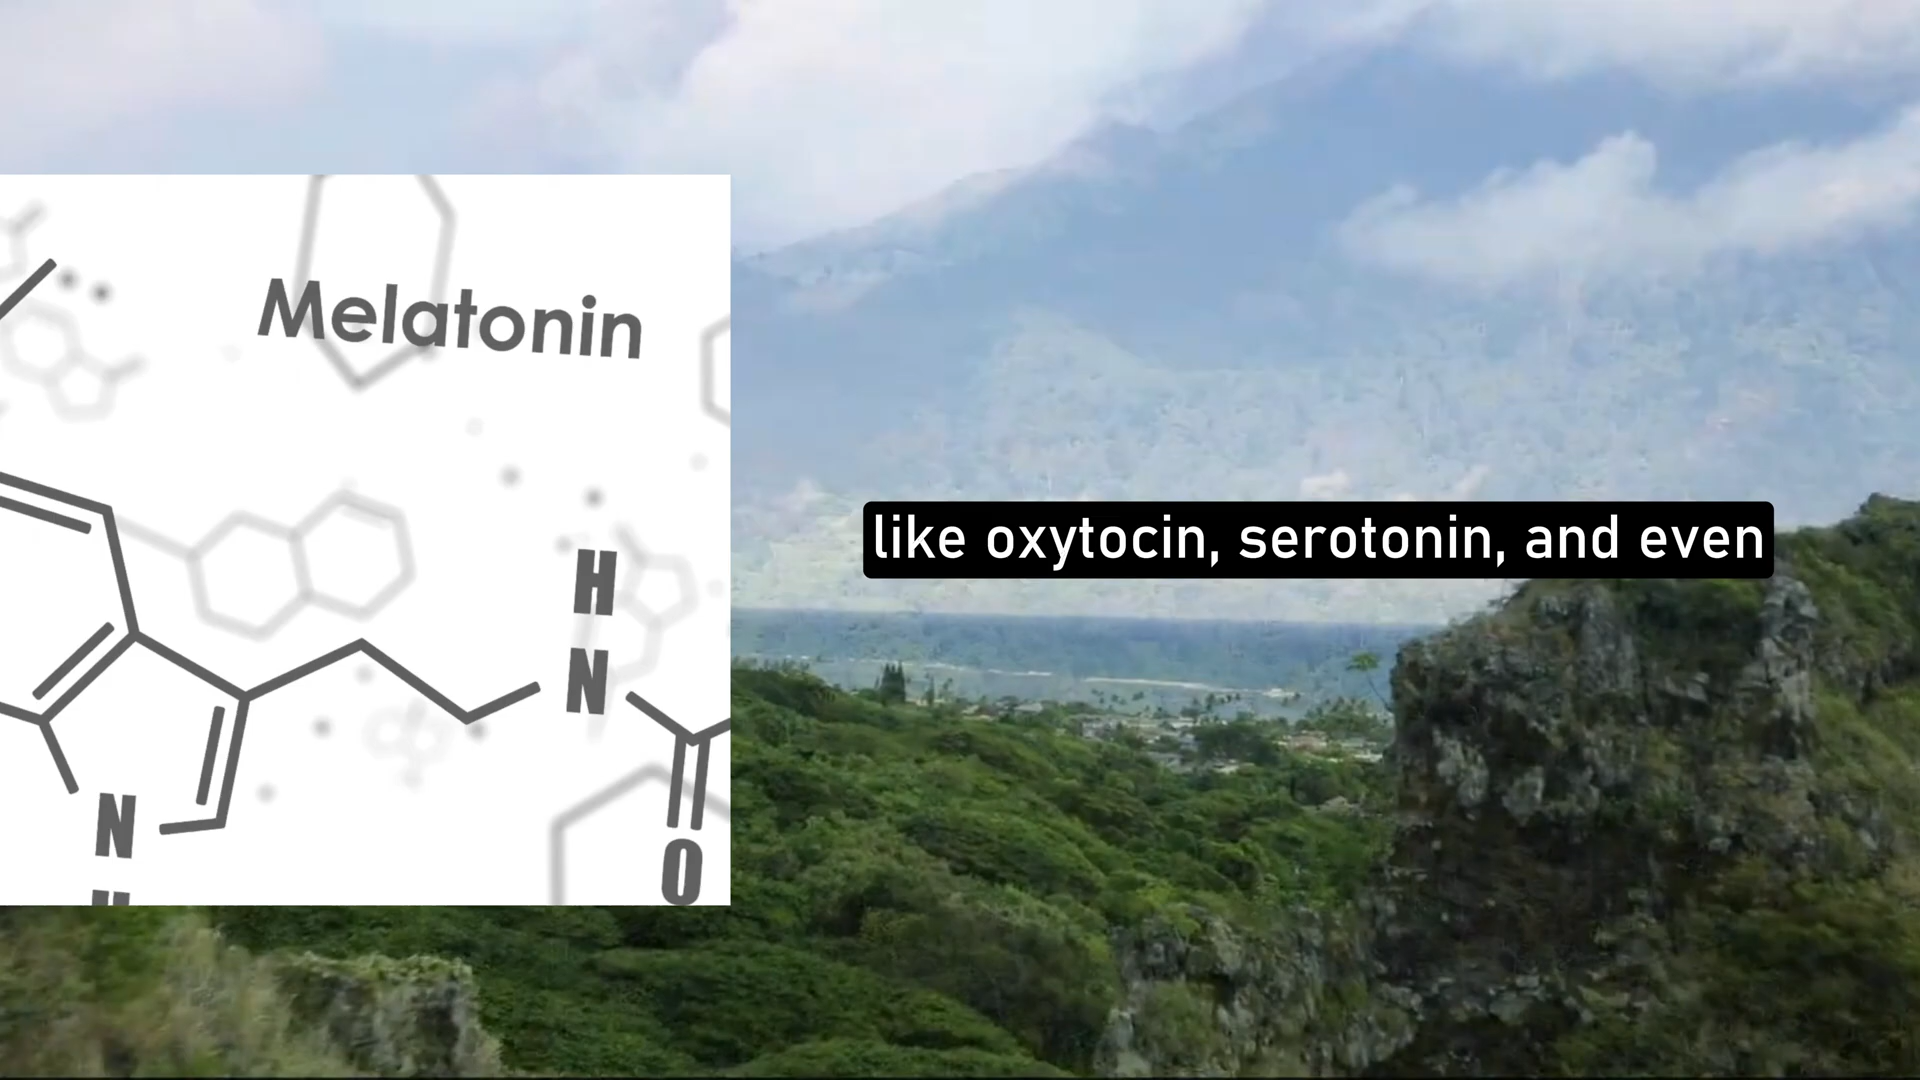 Melatonin
H
N
N
H
O
like oxytocin, serotonin, and even